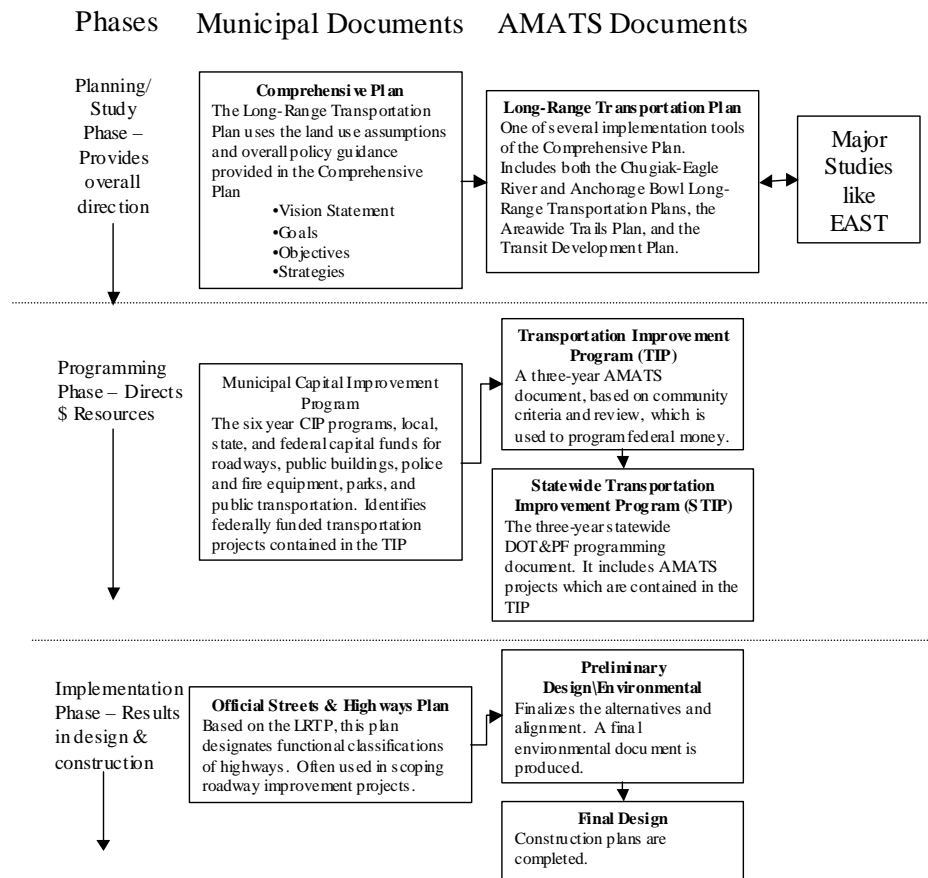 Phases
Municipal Documents
AMATS Documents
Planning/
Study
Phase –
Provides
overall
direction
Comprehensive Plan
The Long-Range Transportation
Plan uses the land use assumptions
and overall policy guidance
provided in the Comprehensive
Plan
•Vision Statement
•Goals
•Objectives
•Strategies
Long-Range Transportation Plan
One of several implementation tools
of the Comprehensive Plan.
Includes both the Chugiak-Eagle
River and Anchorage Bowl Long-
Range Transportation Plans, the
Areawide Trails Plan, and the
Transit Development Plan.
Major
Studies
like
EAST
Programming
Phase – Directs
$ Resources
Municipal Capital Improvement
Program
The six year CIP programs, local,
state, and federal capital funds for
roadways, public buildings, police
and fire equipment, parks, and
public transportation. Identifies
federally funded transportation
projects contained in the TIP
Transportation Improvement
Program (TIP)
A three-year AMATS
document, based on community
criteria and review, which is
used to program federal money.
Statewide Transportation
Improvement Program (STIP)
The three-year statewide
DOT&PF programming
document. It includes AMATS
projects which are contained in the
TIP
Implementation
Phase – Results
in design &
construction
Official Streets & Highways Plan
Based on the LRTP, this plan
designates functional classifications
of highways. Often used in scoping
roadway improvement projects.
Preliminary
Design\Environmental
Finalizes the alternatives and
alignment. A final
environmental document is
produced.
Final Design
Construction plans are
completed.